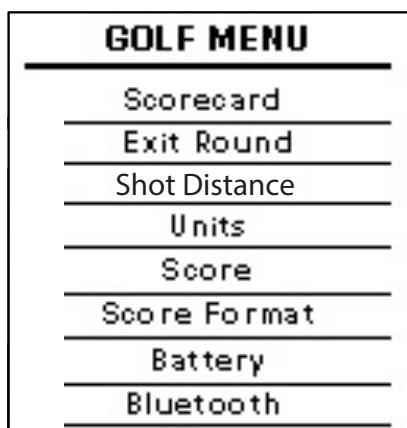 GOLF MENU
Scorecard
Exit Round
Shot Distance
Units
Score
Score Format
Battery
Bluetooth